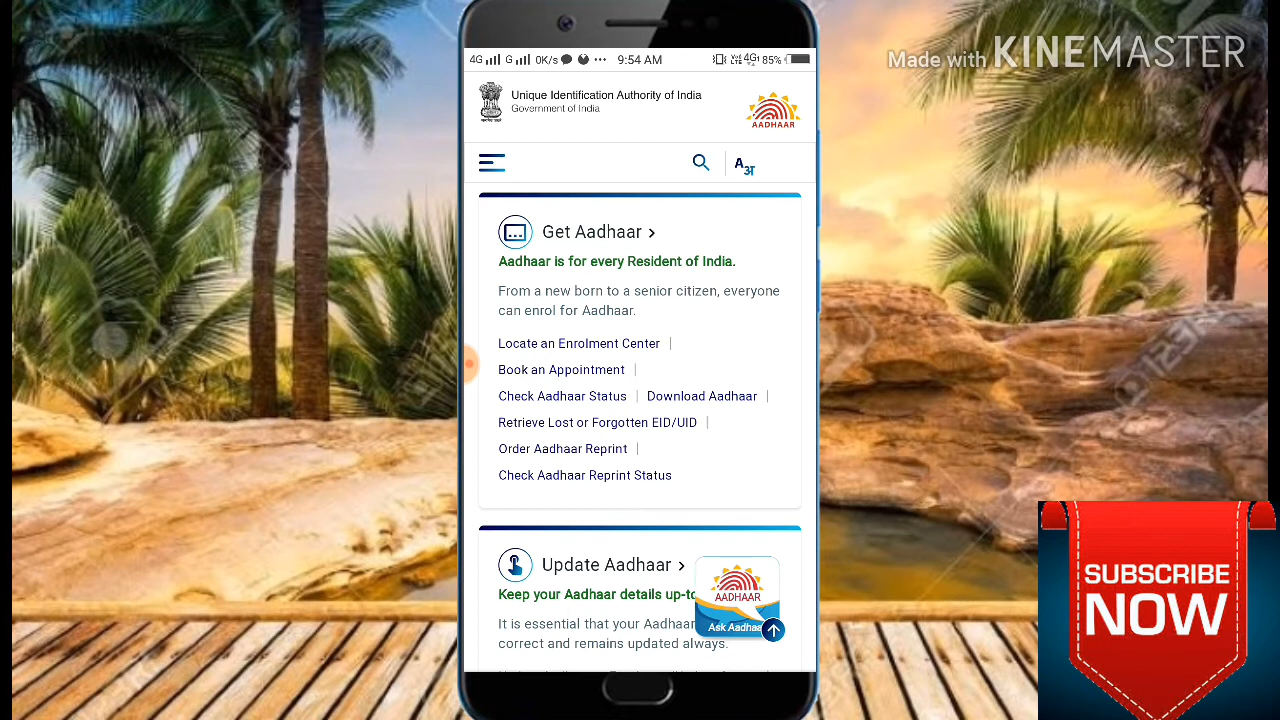 Made with KINEMASTER
4G G 0K/s 9:54 AM 4G+ 85%
Unique Identification Authority of India
Government of India
AADHAAR
A अ
Get Aadhaar >
Aadhaar is for every Resident of India.
From a new born to a senior citizen, everyone
can enrol for Aadhaar.
Locate an Enrolment Center |
Book an Appointment |
Check Aadhaar Status | Download Aadhaar |
Retrieve Lost or Forgotten EID/UID |
Order Aadhaar Reprint |
Check Aadhaar Reprint Status
Update Aadhaar >
Keep your Aadhaar details up-to
It is essential that your Aadhaar
correct and remains updated always.
AADHAAR
Ask Aadhaa
SUBSCRIBE
NOW